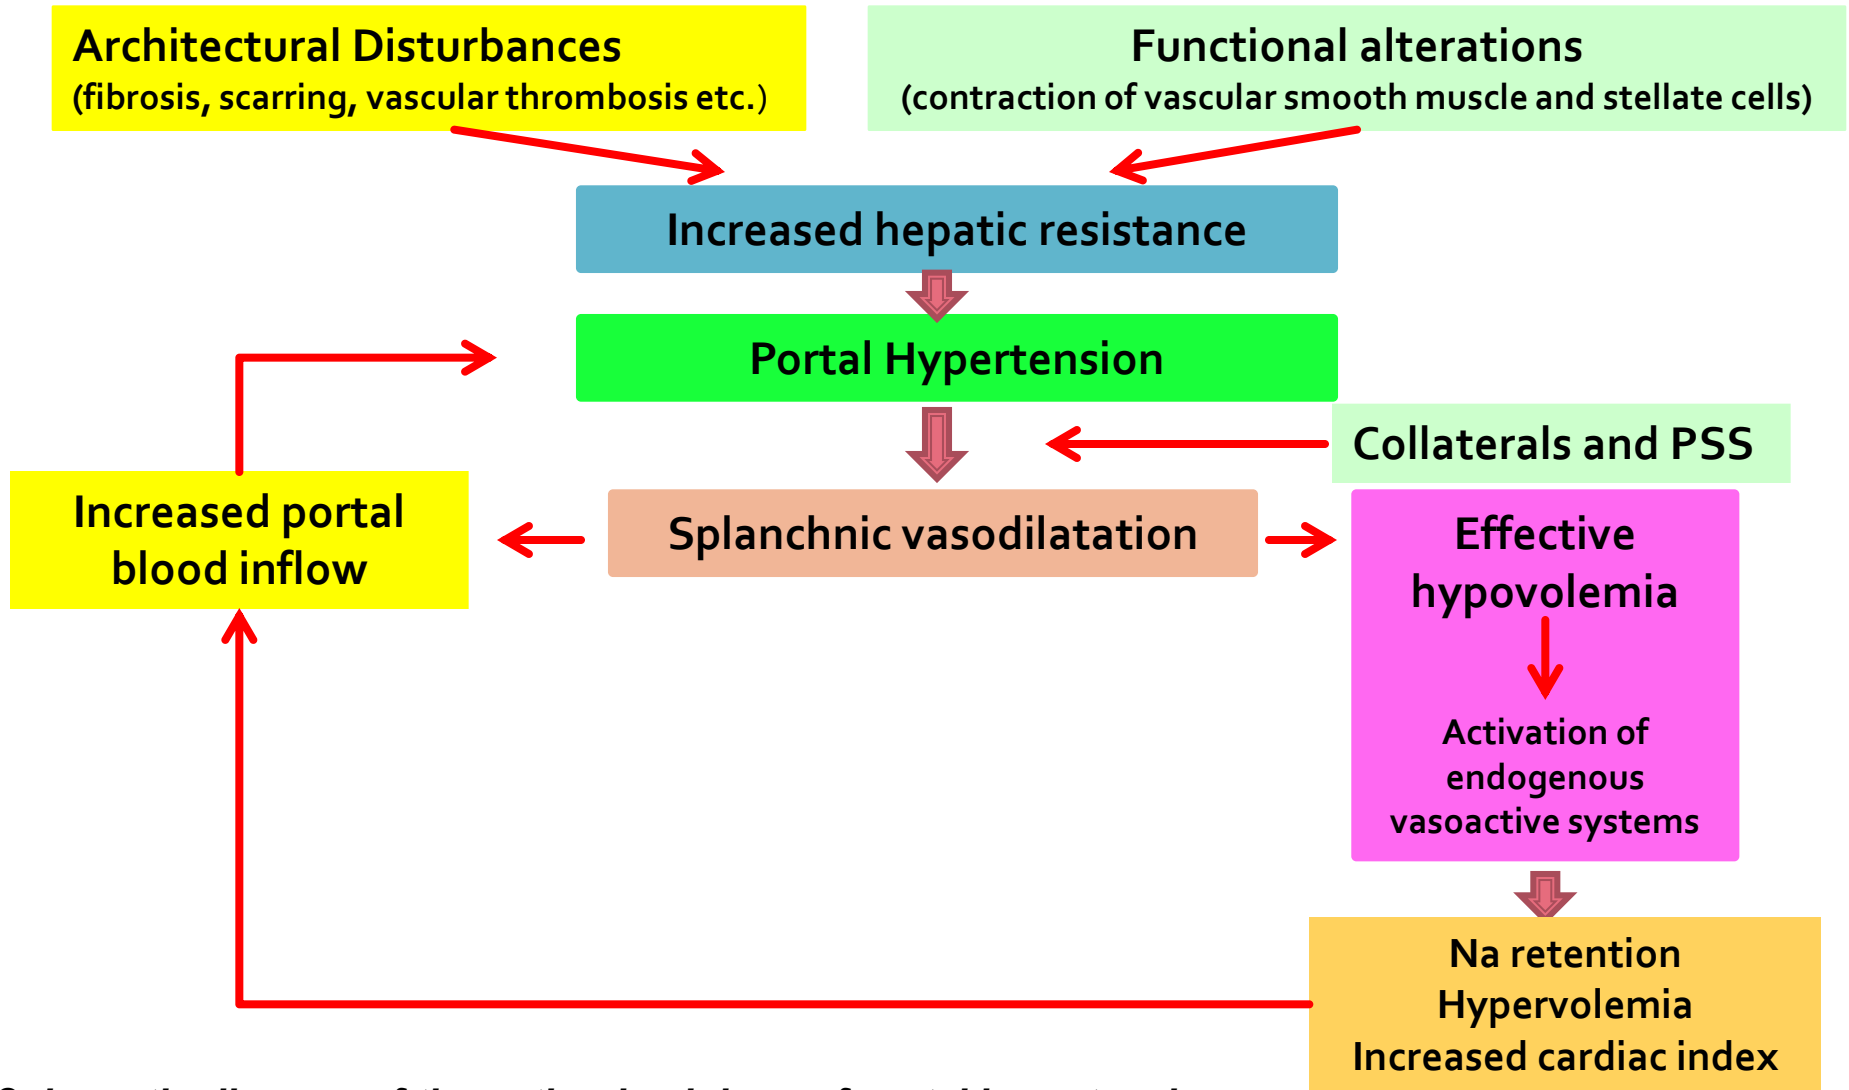 Architectural Disturbances
(fibrosis, scarring, vascular thrombosis etc.)
Functional alterations
(contraction of vascular smooth muscle and stellate cells)
Increased hepatic resistance
Portal Hypertension
Collaterals and PSS
Increased portal
blood inflow
Splanchnic vasodilatation
Effective
hypovolemia
Activation of
endogenous
vasoactive systems
Na retention
Hypervolemia
Increased cardiac index